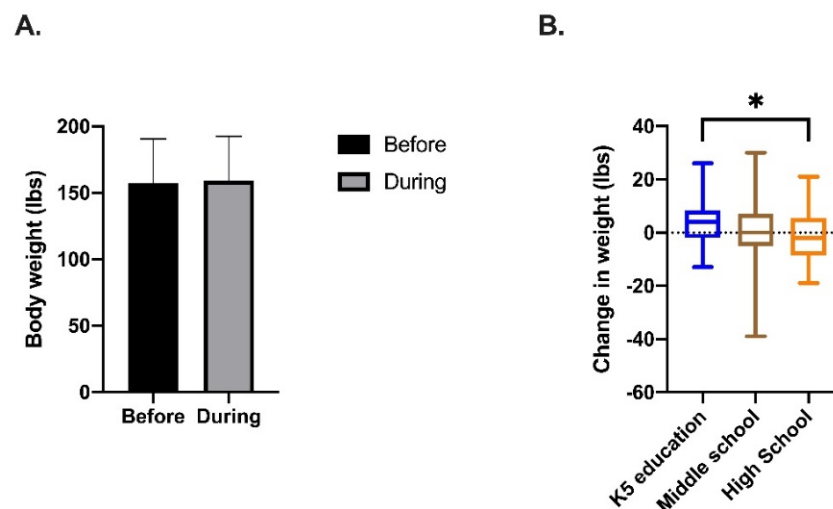 A.
B.
Body weight (lbs)
200
150
100
50
0
Before During
Before
During
Change in weight (lbs)
40
20
0
-20
-40
-60
*
K5 education
Middle school
High School